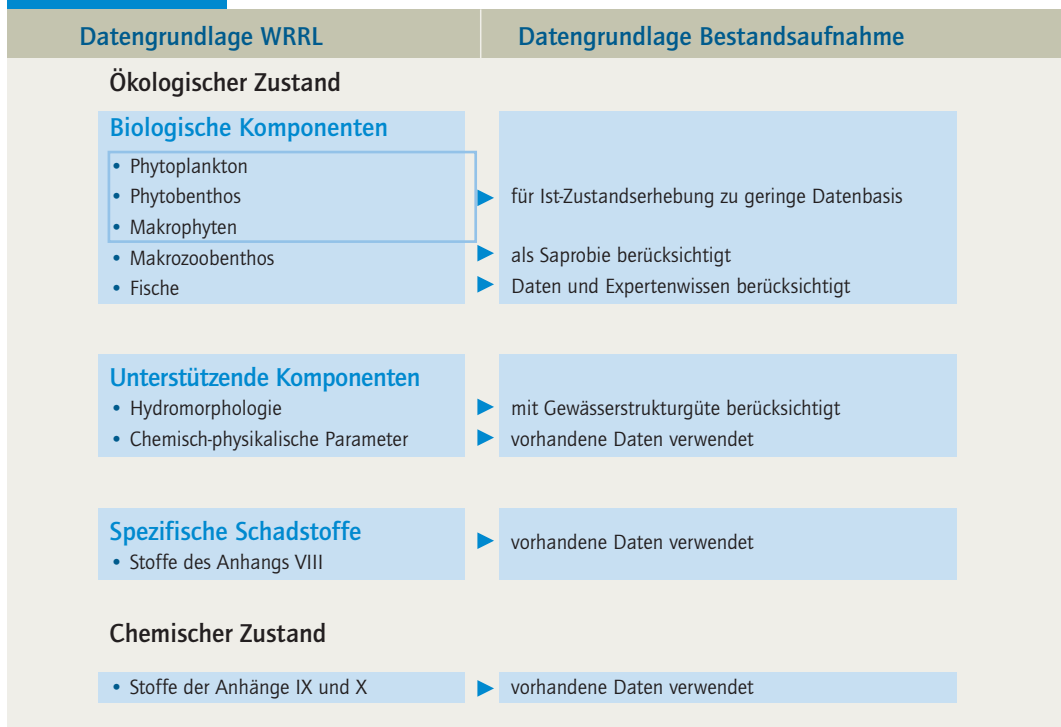 Datengrundlage WRRL
Datengrundlage Bestandsaufnahme
Ökologischer Zustand
Biologische Komponenten
• Phytoplankton
• Phytobenthos
für Ist-Zustandserhebung zu geringe Datenbasis
• Makrophyten
• Makrozoobenthos
als Saprobie berücksichtigt
• Fische
Daten und Expertenwissen berücksichtigt
Unterstützende Komponenten
• Hydromorphologie
mit Gewässerstrukturgüte berücksichtigt
• Chemisch-physikalische Parameter
vorhandene Daten verwendet
Spezifische Schadstoffe
vorhandene Daten verwendet
• Stoffe des Anhangs VIII
Chemischer Zustand
• Stoffe der Anhänge IX und X
vorhandene Daten verwendet